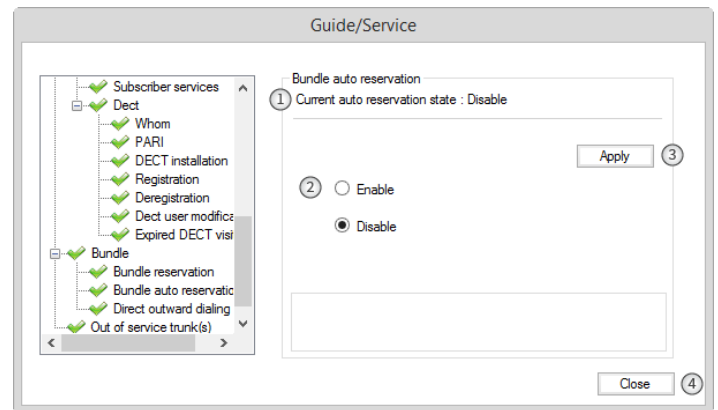 Guide/Service
Subscriber services
Dect
Whom
PARI
DECT installation
Registration
Deregistration
Dect user modifica
Expired DECT visi
Bundle
Bundle reservation
Bundle auto reservatic
Direct outward dialing
Out of service trunk(s)
Bundle auto reservation
1 Current auto reservation state : Disable
Apply 3
2 Enable
Disable
Close 4